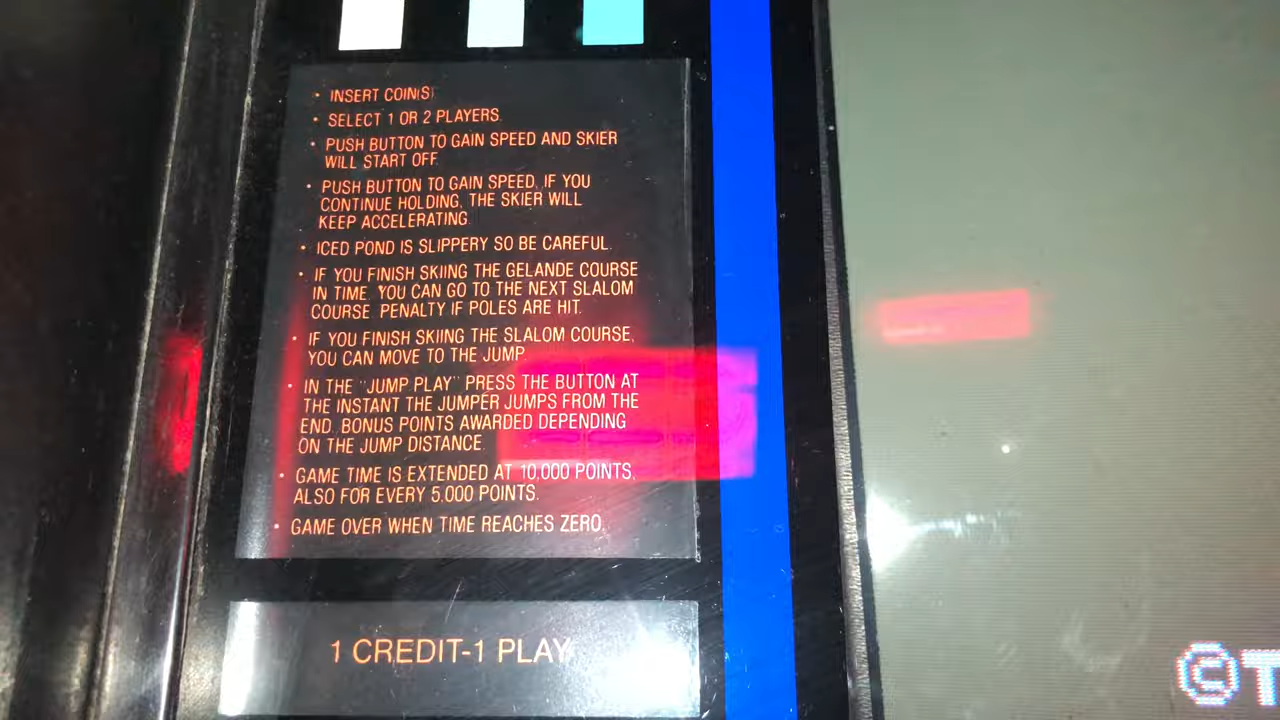 • INSERT COIN(S)
• SELECT 1 OR 2 PLAYERS.
• PUSH BUTTON TO GAIN SPEED AND SKIER
WILL START OFF.
• PUSH BUTTON TO GAIN SPEED, IF YOU
CONTINUE HOLDING, THE SKIER WILL
KEEP ACCELERATING.
• ICED POND IS SLIPPERY SO BE CAREFUL.
• IF YOU FINISH SKIING THE GELANDE COURSE
IN TIME. YOU CAN GO TO THE NEXT SLALOM
COURSE. PENALTY IF POLES ARE HIT.
• IF YOU FINISH SKIING THE SLALOM COURSE,
YOU CAN MOVE TO THE JUMP.
• IN THE "JUMP PLAY" PRESS THE BUTTON AT
THE INSTANT THE JUMPER JUMPS FROM THE
END. BONUS POINTS AWARDED DEPENDING
ON THE JUMP DISTANCE.
• GAME TIME IS EXTENDED AT 10,000 POINTS,
ALSO FOR EVERY 5,000 POINTS.
• GAME OVER WHEN TIME REACHES ZERO.
1 CREDIT-1 PLAY
©T